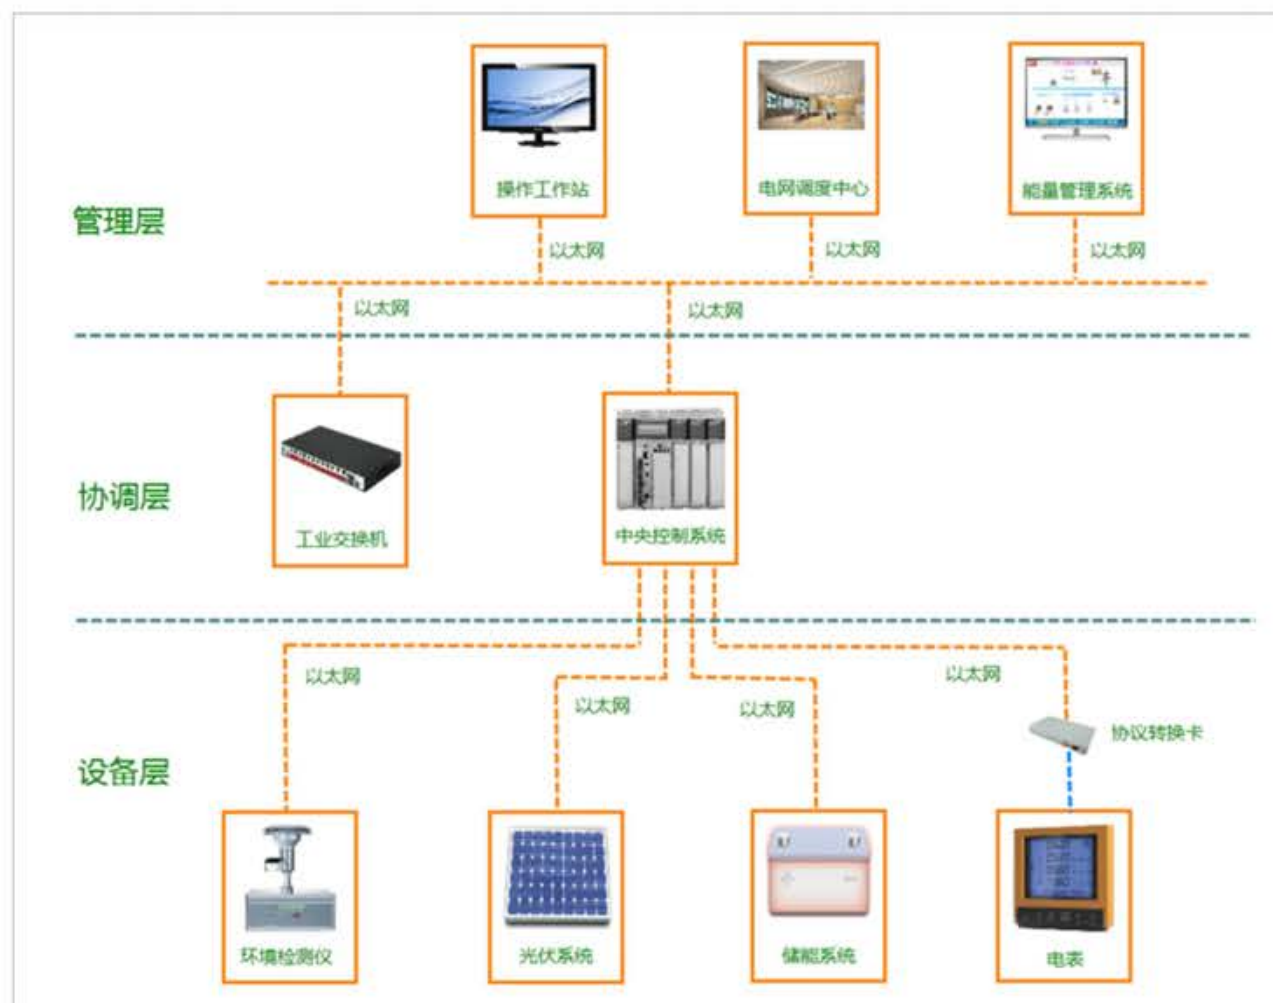 操作工作站
电网调度中心
能量管理系统
管理层
以太网
以太网
以太网
以太网
以太网
协调层
工业交换机
中央控制系统
以太网
以太网
以太网
以太网
协议转换卡
设备层
环境检测仪
光伏系统
储能系统
电表